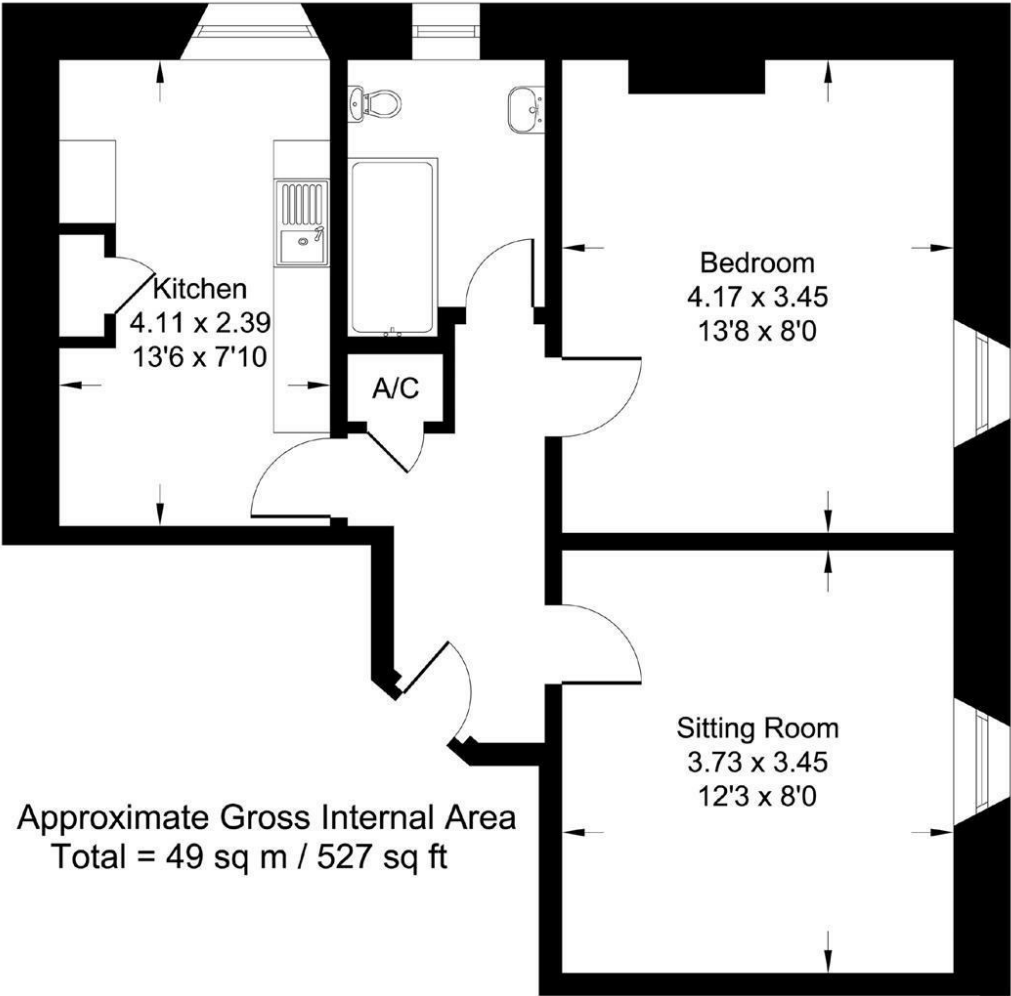 Kitchen
4.11 x 2.39
13'6 x 7'10
A/C
Bedroom
4.17 x 3.45
13'8 x 8'0
Sitting Room
3.73 x 3.45
12'3 x 8'0
Approximate Gross Internal Area
Total = 49 sq m / 527 sq ft